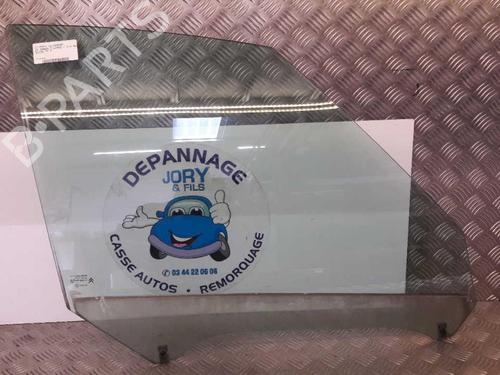 B-PARTS
DEPANNAGE
JORY
& FILS
03 44 22 06 06
CASSE AUTOS • REMORQUAGE